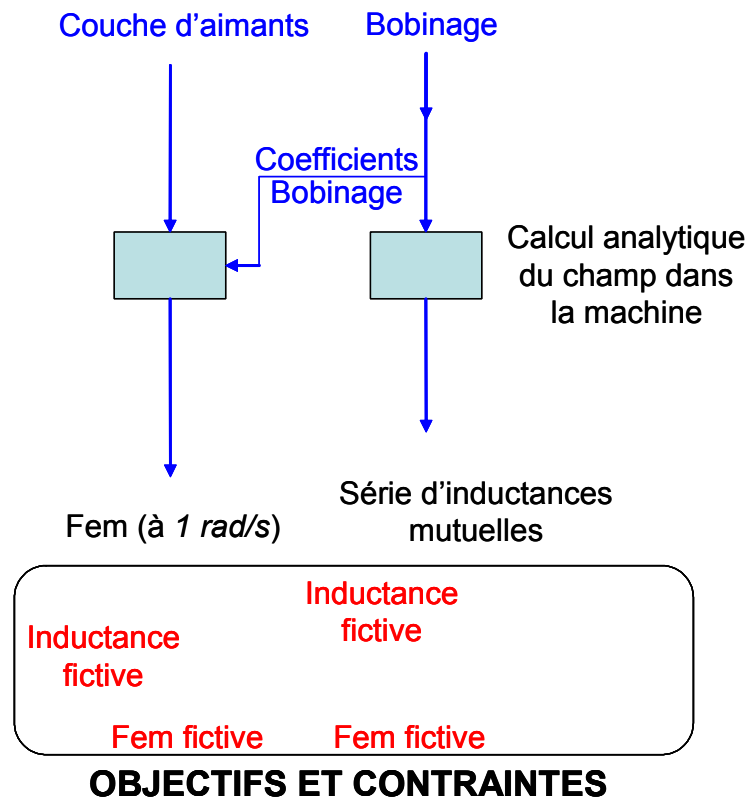 Couche d'aimants
Bobinage
Coefficients
Bobinage
Calcul analytique
du champ dans
la machine
Fem (à 1 rad/s)
Série d'inductances
mutuelles
Inductance
fictive
Inductance
fictive
Fem fictive
Fem fictive
OBJECTIFS ET CONTRAINTES